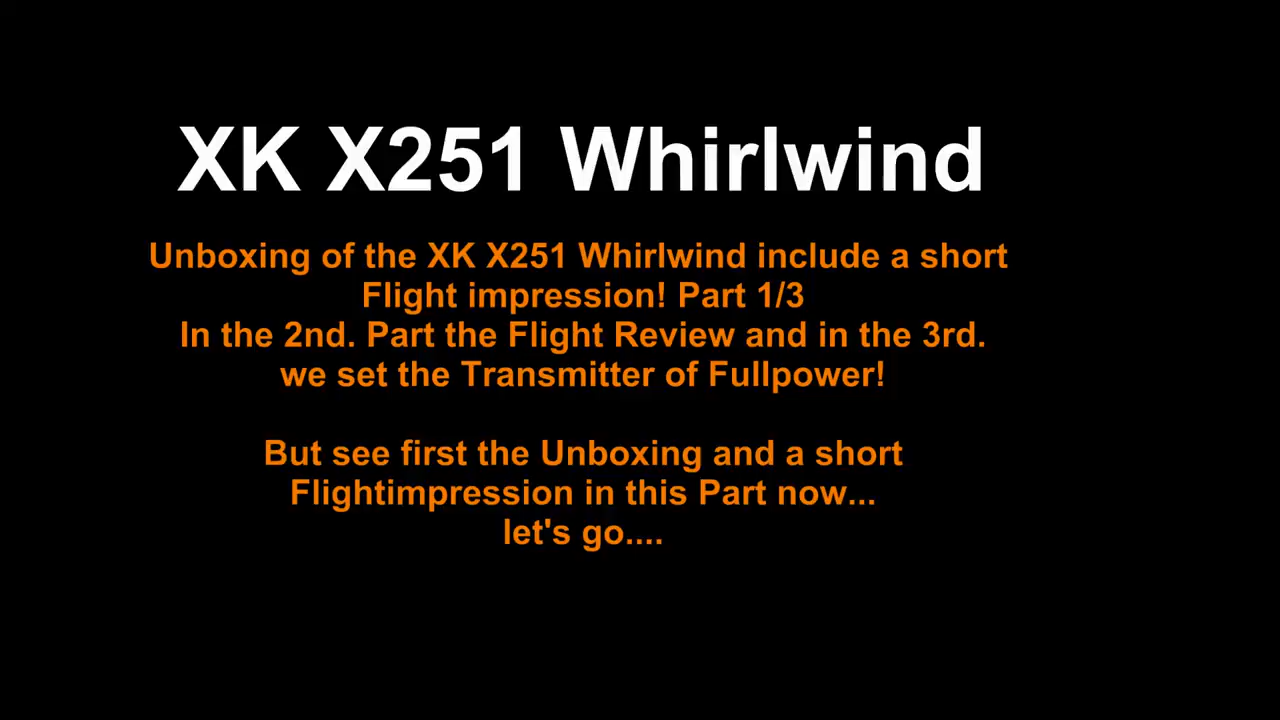 XK X251 Whirlwind
Unboxing of the XK X251 Whirlwind include a short
Flight impression! Part 1/3
In the 2nd. Part the Flight Review and in the 3rd.
we set the Transmitter of Fullpower!
But see first the Unboxing and a short
Flightimpression in this Part now...
let's go....